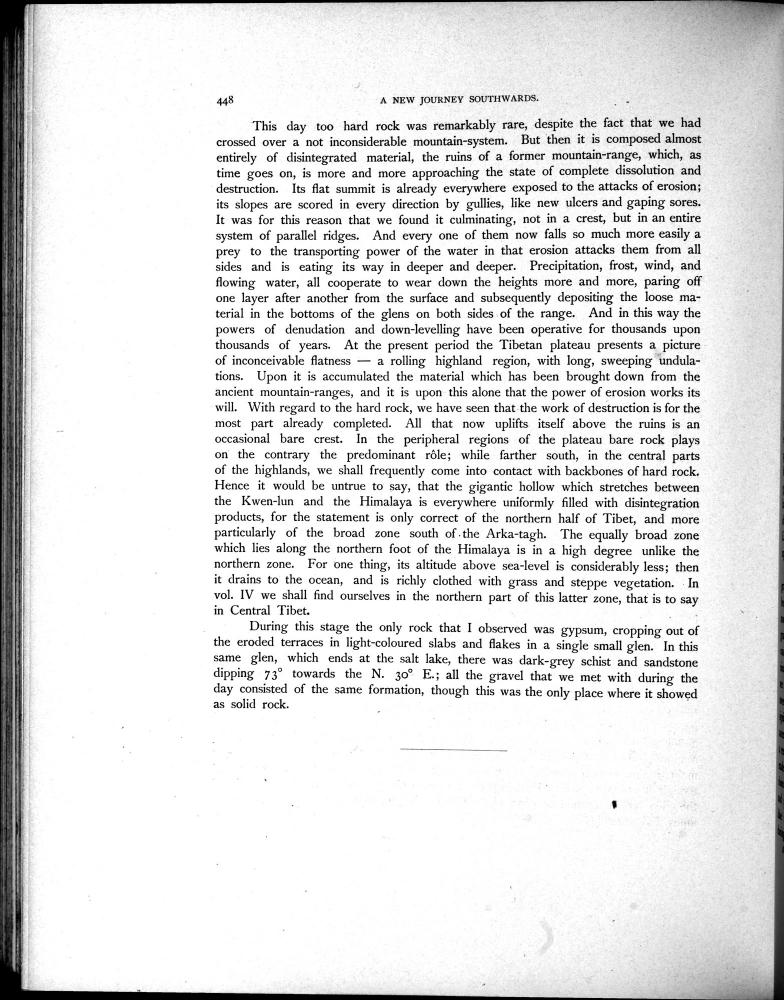 448 A NEW JOURNEY SOUTHWARDS.
This day too hard rock was remarkably rare, despite the fact that we had
crossed over a not inconsiderable mountain-system. But then it is composed almost
entirely of disintegrated material, the ruins of a former mountain-range, which, as
time goes on, is more and more approaching the state of complete dissolution and
destruction. Its flat summit is already everywhere exposed to the attacks of erosion;
its slopes are scored in every direction by gullies, like new ulcers and gaping sores.
It was for this reason that we found it culminating, not in a crest, but in an entire
system of parallel ridges. And every one of them now falls so much more easily a
prey to the transporting power of the water in that erosion attacks them from all
sides and is eating its way in deeper and deeper. Precipitation, frost, wind, and
flowing water, all cooperate to wear down the heights more and more, paring off
one layer after another from the surface and subsequently depositing the loose ma-
terial in the bottoms of the glens on both sides of the range. And in this way the
powers of denudation and down-levelling have been operative for thousands upon
thousands of years. At the present period the Tibetan plateau presents a picture
of inconceivable flatness — a rolling highland region, with long, sweeping undula-
tions. Upon it is accumulated the material which has been brought down from the
ancient mountain-ranges, and it is upon this alone that the power of erosion works its
will. With regard to the hard rock, we have seen that the work of destruction is for the
most part already completed. All that now uplifts itself above the ruins is an
occasional bare crest. In the peripheral regions of the plateau bare rock plays
on the contrary the predominant rôle; while farther south, in the central parts
of the highlands, we shall frequently come into contact with backbones of hard rock.
Hence it would be untrue to say, that the gigantic hollow which stretches between
the Kwen-lun and the Himalaya is everywhere uniformly filled with disintegration
products, for the statement is only correct of the northern half of Tibet, and more
particularly of the broad zone south of the Arka-tagh. The equally broad zone
which lies along the northern foot of the Himalaya is in a high degree unlike the
northern zone. For one thing, its altitude above sea-level is considerably less; then
it drains to the ocean, and is richly clothed with grass and steppe vegetation. In
vol. IV we shall find ourselves in the northern part of this latter zone, that is to say
in Central Tibet.
During this stage the only rock that I observed was gypsum, cropping out of
the eroded terraces in light-coloured slabs and flakes in a single small glen. In this
same glen, which ends at the salt lake, there was dark-grey schist and sandstone
dipping 73° towards the N. 30° E.; all the gravel that we met with during the
day consisted of the same formation, though this was the only place where it showed
as solid rock.